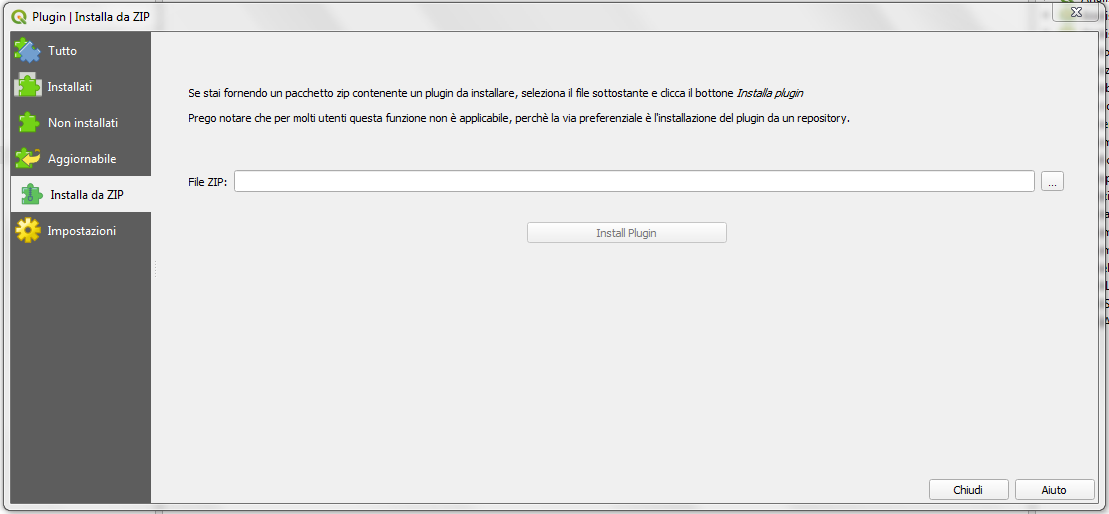 Plugin | Installa da ZIP
Tutto
Installati
Non installati
Aggiornabile
Installa da ZIP
Impostazioni
Se stai fornendo un pacchetto zip contenente un plugin da installare, seleziona il file sottostante e clicca il bottone Installa plugin
Prego notare che per molti utenti questa funzione non è applicabile, perchè la via preferenziale è l'installazione del plugin da un repository.
File ZIP:
...
Install Plugin
Chiudi
Aiuto